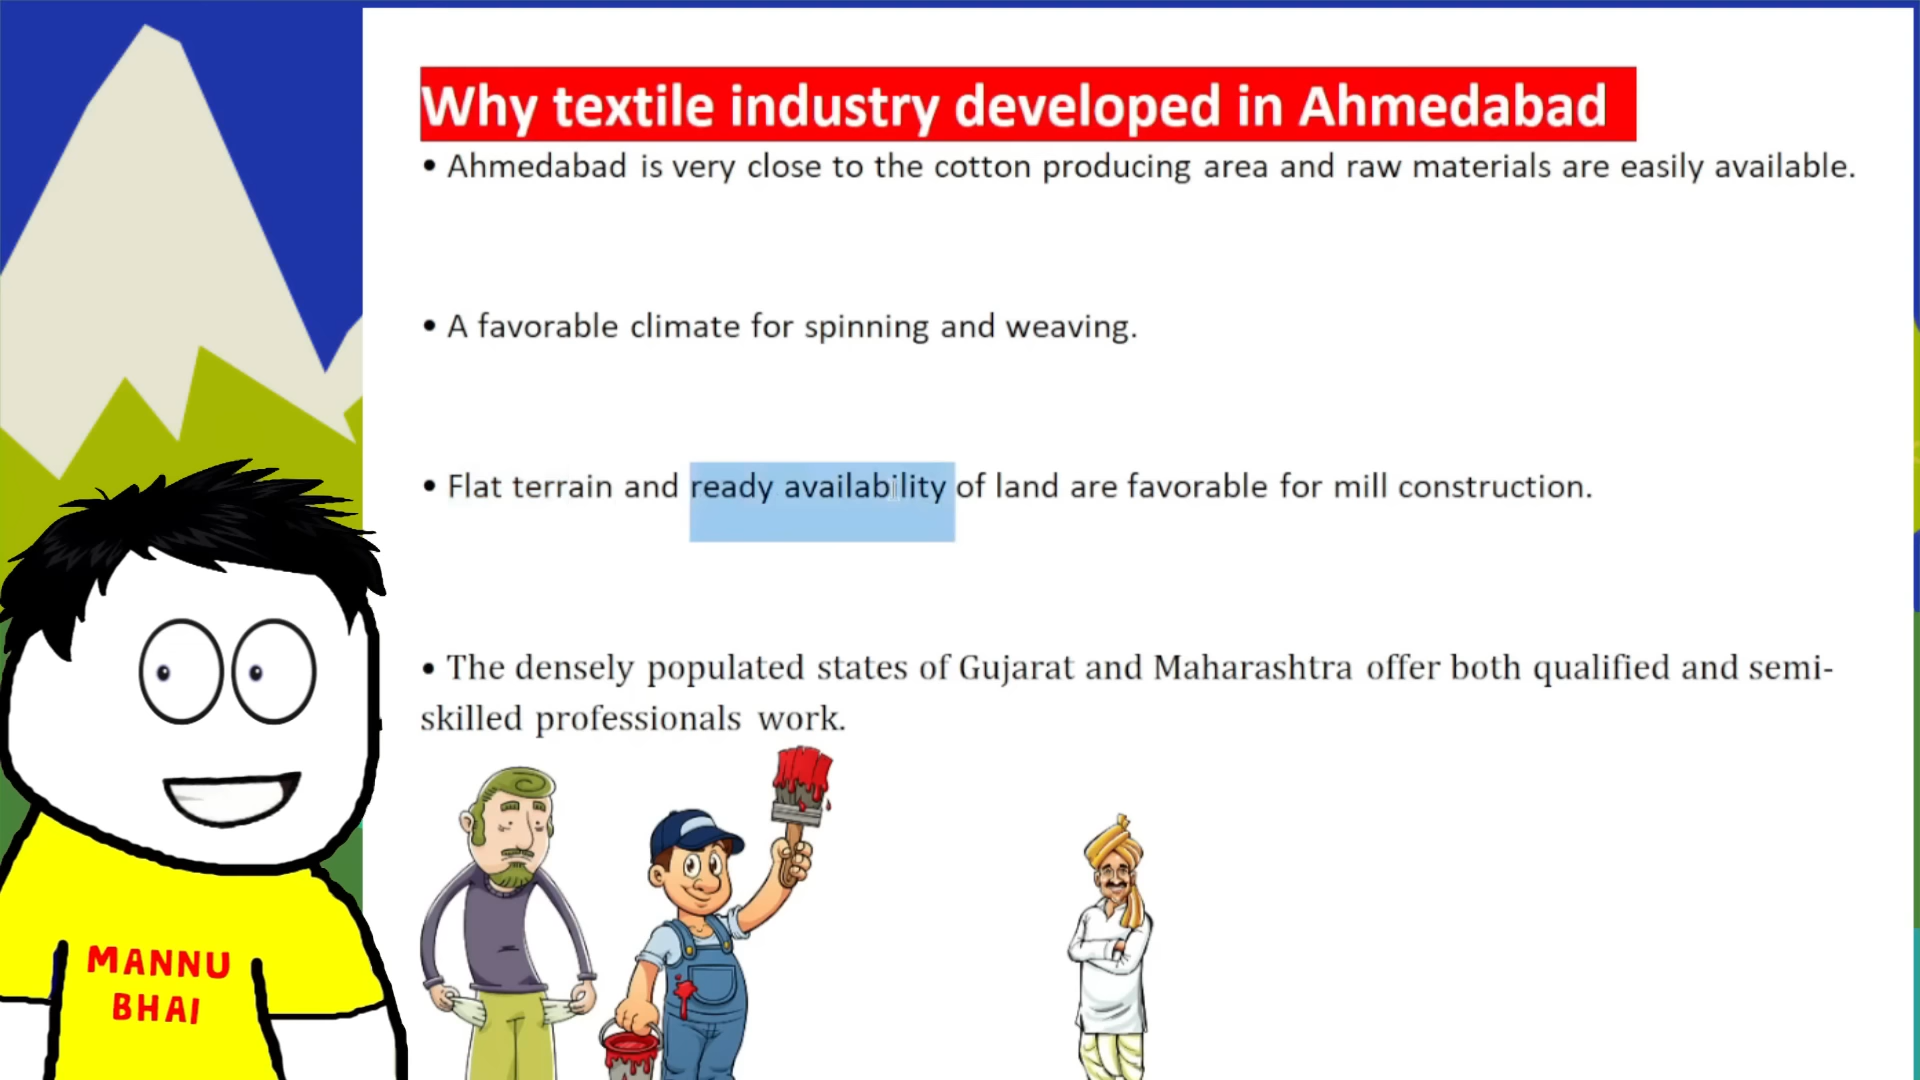 Why textile industry developed in Ahmedabad
• Ahmedabad is very close to the cotton producing area and raw materials are easily available.
• A favorable climate for spinning and weaving.
• Flat terrain and ready availability of land are favorable for mill construction.
• The densely populated states of Gujarat and Maharashtra offer both qualified and semi-
skilled professionals work.
MANNU
BHAI